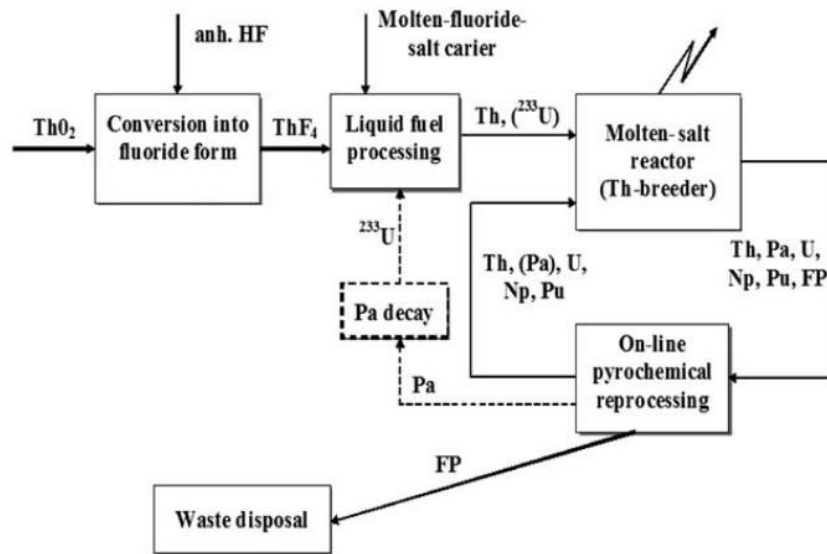 anh. HF
Molten-fluoride-
salt carier
Th0₂
Conversion into
fluoride form
ThF₄
Liquid fuel
processing
Th, (²³³U)
Molten- salt
reactor
(Th-breeder)
²³³U
Th, (Pa), U,
Np, Pu
Th, Pa, U,
Np, Pu, FP
Pa decay
On-line
pyrochemical
reprocessing
Pa
FP
Waste disposal